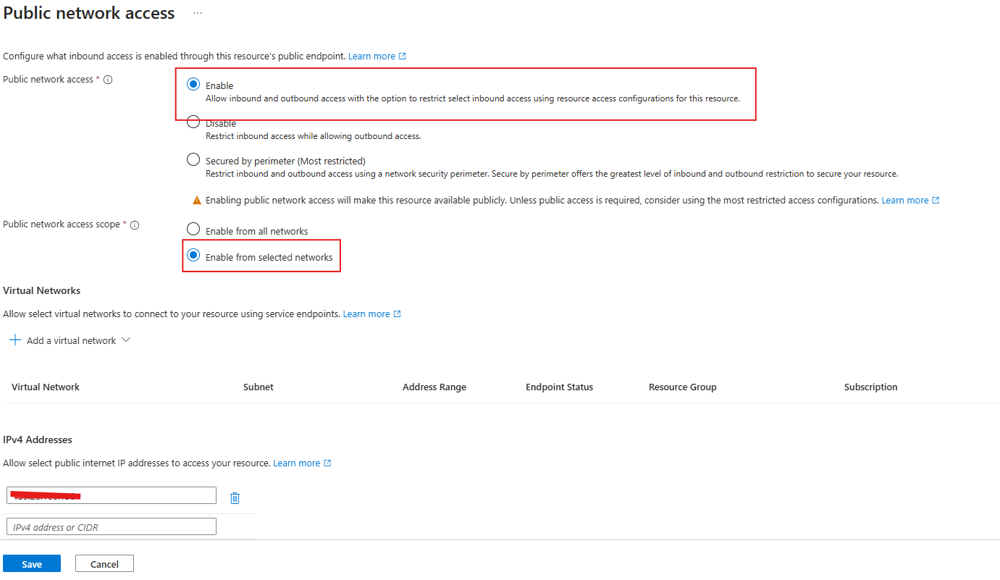 Public network access ...
Configure what inbound access is enabled through this resource's public endpoint. Learn more
Public network access *
Enable
Allow inbound and outbound access with the option to restrict select inbound access using resource access configurations for this resource.
Disable
Restrict inbound access while allowing outbound access.
Secured by perimeter (Most restricted)
Restrict inbound and outbound access using a network security perimeter. Secure by perimeter offers the greatest level of inbound and outbound restriction to secure your resource.
Enabling public network access will make this resource available publicly. Unless public access is required, consider using the most restricted access configurations. Learn more
Public network access scope *
Enable from all networks
Enable from selected networks
Virtual Networks
Allow select virtual networks to connect to your resource using service endpoints. Learn more
Add a virtual network
Virtual Network Subnet Address Range Endpoint Status Resource Group Subscription
IPv4 Addresses
Allow select public internet IP addresses to access your resource. Learn more
IPv4 address or CIDR
Save Cancel